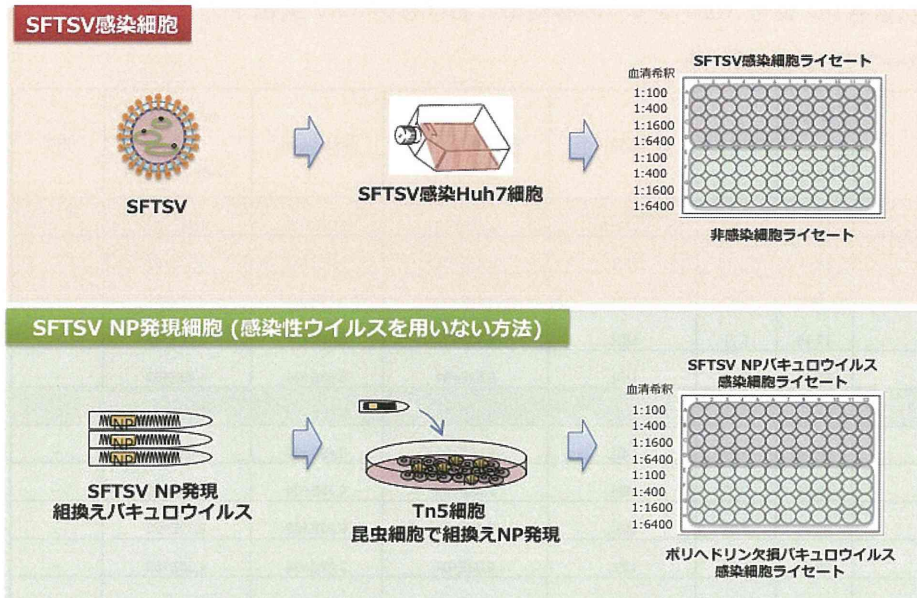 SFTSV感染細胞
SFTSV
SFTSV感染Huh7細胞
SFTSV感染細胞ライセート
血清希釈
1:100
1:400
1:1600
1:6400
1:100
1:400
1:1600
1:6400
非感染細胞ライセート
SFTSV NP発現細胞 (感染性ウイルスを用いない方法)
NP
NP
NP
SFTSV NP発現
組換えバキュロウイルス
Tn5細胞
昆虫細胞で組換えNP発現
SFTSV NPバキュロウイルス
感染細胞ライセート
血清希釈
1:100
1:400
1:1600
1:6400
1:100
1:400
1:1600
1:6400
ポリヘドリン欠損バキュロウイルス
感染細胞ライセート